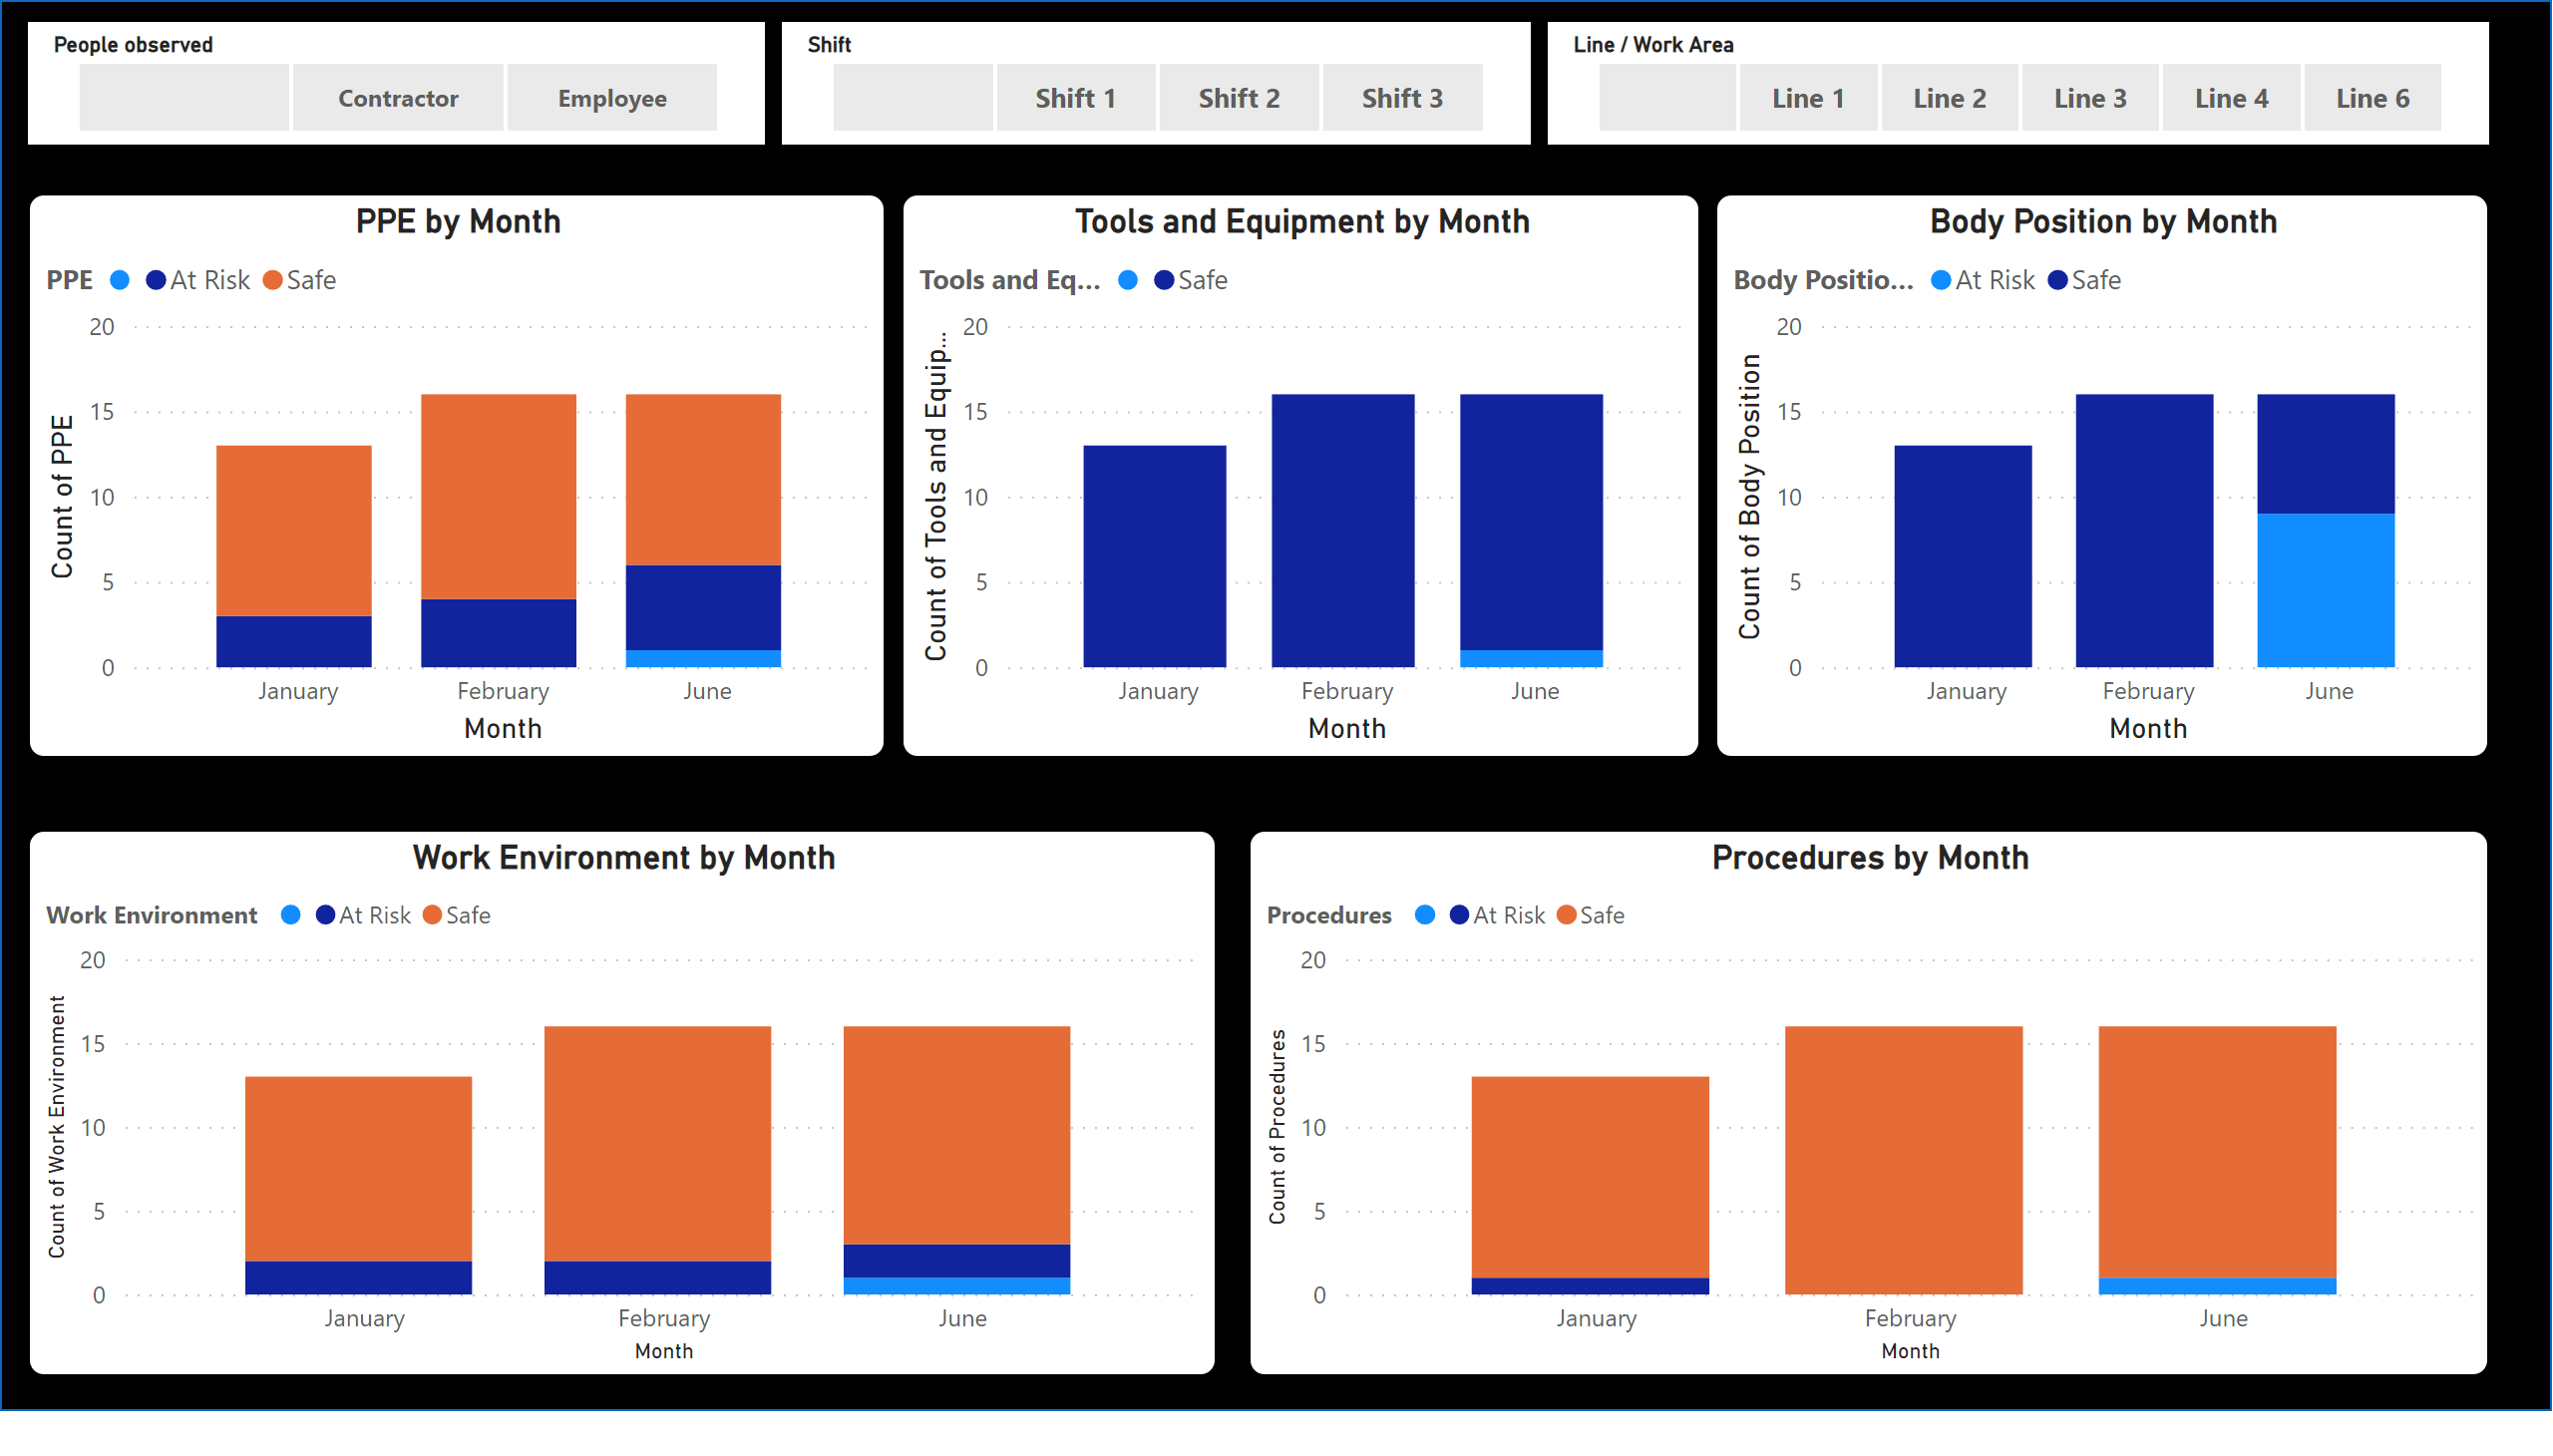 People observed
Contractor Employee
Shift
Shift 1 Shift 2 Shift 3
Line / Work Area
Line 1 Line 2 Line 3 Line 4 Line 6
PPE by Month
PPE At Risk Safe
Count of PPE
20
15
10
5
0
January February June
Month
Tools and Equipment by Month
Tools and Eq... Safe
Count of Tools and Equip...
20
15
10
5
0
January February June
Month
Body Position by Month
Body Positio... At Risk Safe
Count of Body Position
20
15
10
5
0
January February June
Month
Work Environment by Month
Work Environment At Risk Safe
Count of Work Environment
20
15
10
5
0
January February June
Month
Procedures by Month
Procedures At Risk Safe
Count of Procedures
20
15
10
5
0
January February June
Month